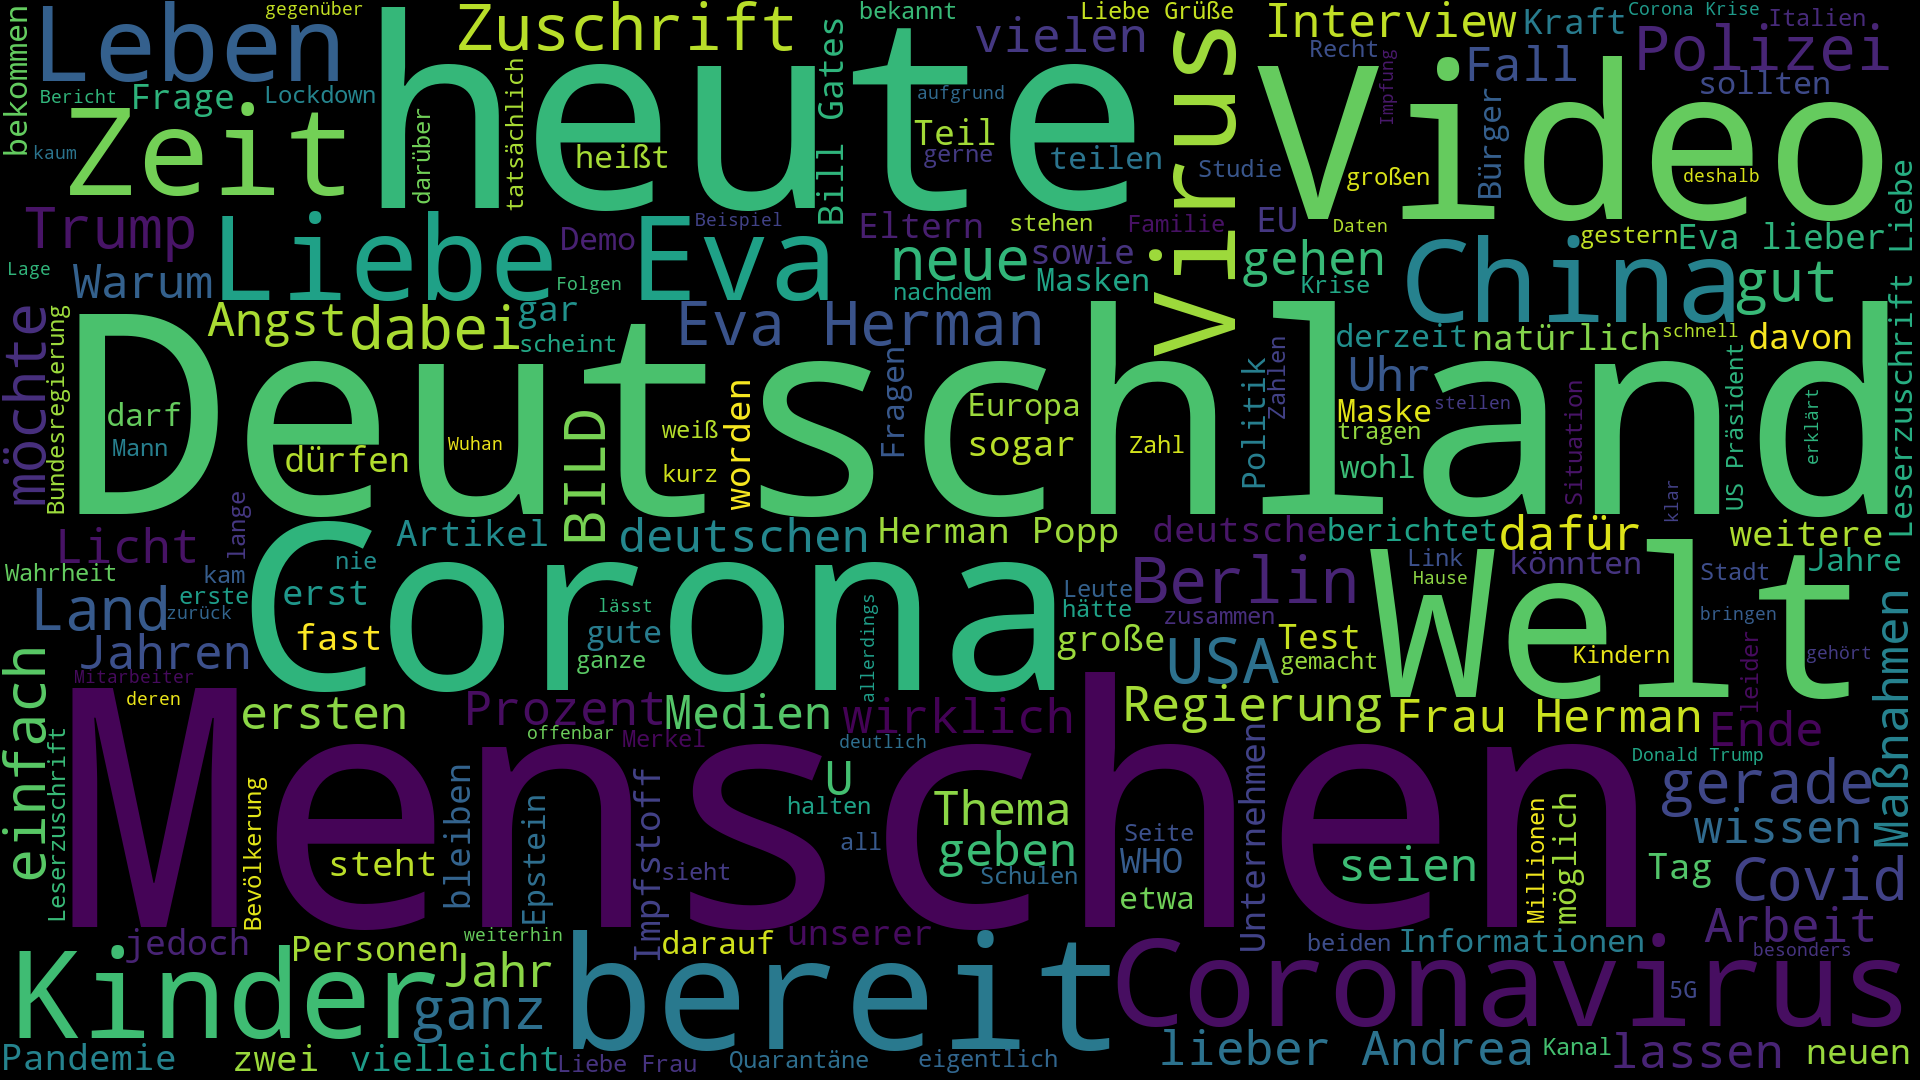 gegenüber
bekannt
Liebe Grüße
Corona Krise
Italien
Leben
Zuschrift
vielen
Interview
Kraft
Polizei
bekommen
heute
virus
Video
Recht
Fall
sollten
Bericht
Frage
Lockdown
tatsächlich
Bill Gates
aufgrund
Impfung
Bürger
Zeit
darüber
heißt
Teil
gerne
teilen
Studie
großen
deshalb
kaum
Trump
Liebe
Eva
Beispiel
Demo
Eltern
stehen
Familie
EU
Daten
gestern
Eva lieber
Leserzuschrift Liebe
Lage
Warum
Folgen
neue
sowie
Masken
nachdem
gehen
Krise
China
gut
möchte
Bundesregierung
Angst
dabei
gar
scheint
Eva Herman
derzeit
natürlich
schnell
davon
Deutschland
Fragen
Politik
Zahlen
Uhr
US Präsident
darf
Mann
dürfen
Wuhan
BILD
weiß
kurz
worden
Europa
sogar
Zahl
Maske
tragen
wohl
stellen
Situation
erklärt
Licht
lange
Artikel
deutschen
Herman Popp
deutsche
berichtet
dafür
klar
weitere
Wahrheit
kam
nie
Corona
Leute
Berlin
Link
Hause
könnten
Stadt
Jahre
Welt
erste
erst
zurück
Land
lässt
hätte
zusammen
bringen
Jahren
fast
gute
ganze
allerdings
große
USA
Test
gemacht
Kindern
leider
gehört
Maßnahmen
einfach
Mitarbeiter
deren
Menschen
ersten
Prozent
offenbar
Merkel
Medien
wirklich
deutlich
Regierung
Frau Herman
Ende
Donald Trump
Leserzuschrift
Bevölkerung
bleiben
Epstein
Impfstoff
U
halten
Thema
Unternehmen
gerade
wissen
steht
sieht
all
geben
Seite
WHO
Schulen
etwa
seien
Millionen
möglich
Tag
Covid
jedoch
Personen
weiterhin
darauf
unserer
beiden
Informationen
Arbeit
besonders
Kinder
Jahr
ganz
bereit
Coronavirus
5G
Pandemie
zwei
vielleicht
Liebe Frau
Quarantäne
eigentlich
lieber Andrea
Kanal
lassen
neuen